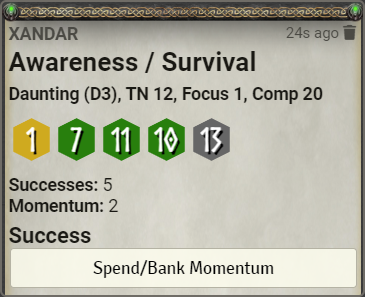 XANDAR 24s ago
Awareness / Survival
Daunting (D3), TN 12, Focus 1, Comp 20
1 7 11 10 13
Successes: 5
Momentum: 2
Success
Spend/Bank Momentum